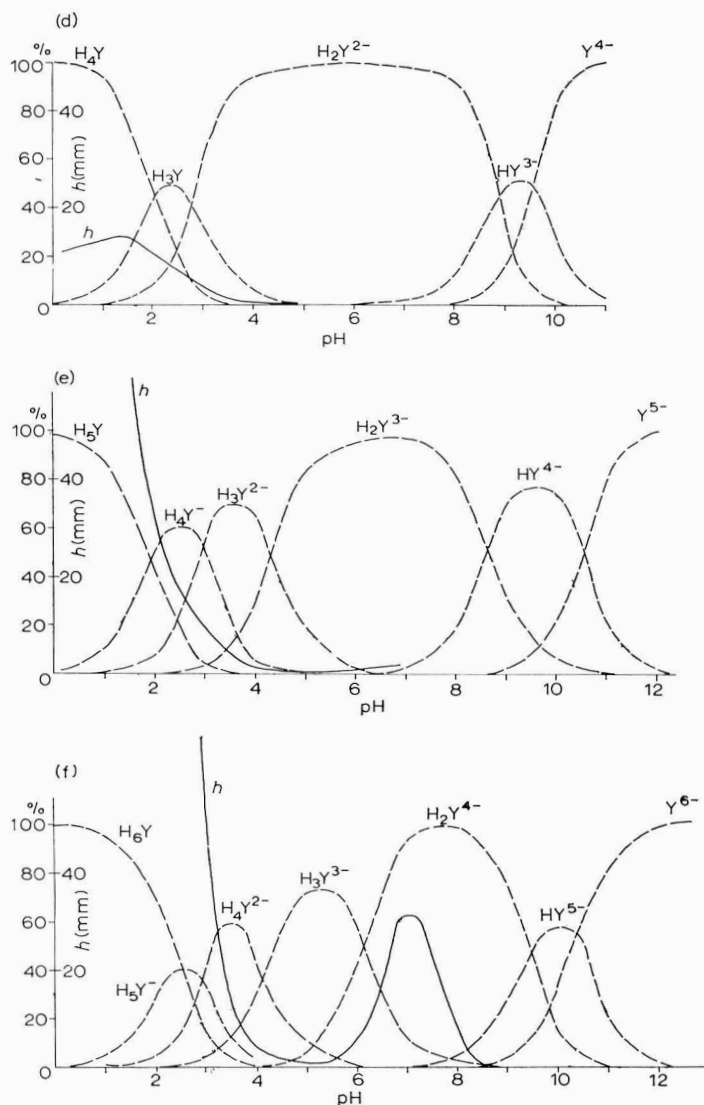 (d)
%
H₄Y
H₂Y²⁻
Y⁴⁻
100
80
40
60
HY³⁻
H₃Y
40
20
h
20
0
h (mm)
2
4
6
8
10
pH
(e)
h
%
H₅Y
H₂Y³⁻
Y⁵⁻
100
HY⁴⁻
80
40
H₃Y²⁻
H₄Y⁻
60
40
20
20
0
h (mm)
2
4
6
8
10
12
pH
(f)
h
%
H₆Y
H₂Y⁴⁻
Y⁶⁻
100
80
40
H₃Y³⁻
H₄Y²⁻
HY⁵⁻
60
40
20
H₅Y⁻
20
0
h (mm)
2
4
6
8
10
12
pH